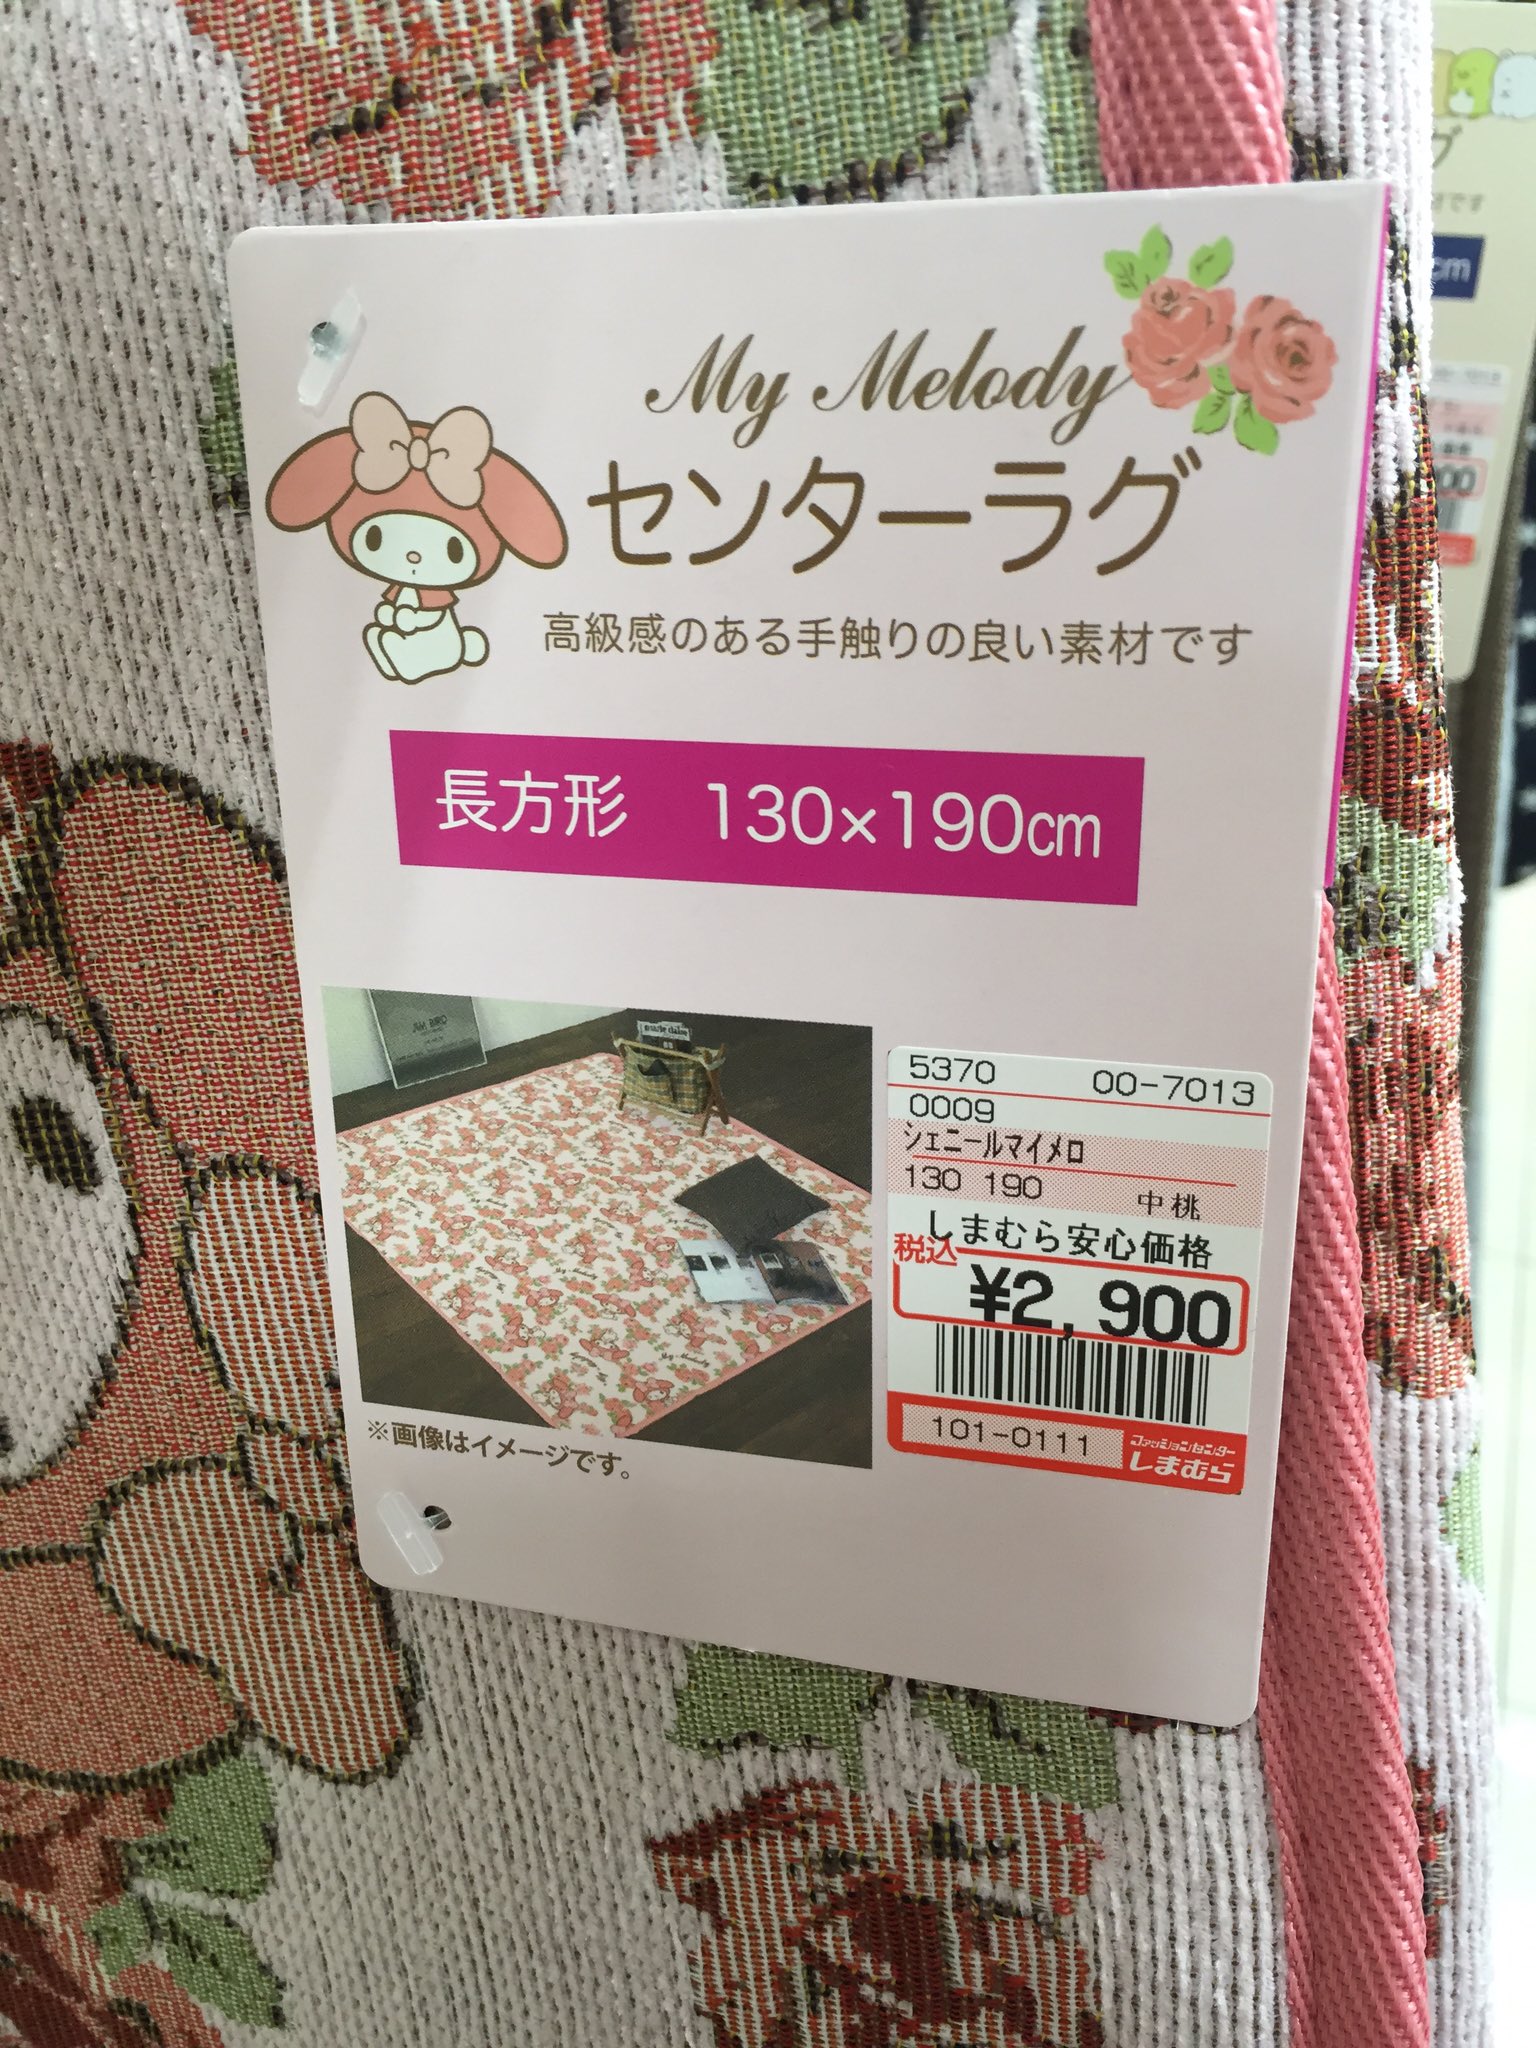 My Melody
センターラグ
高級感のある手触りの良い素材です
長方形 130×190cm
※画像はイメージです。
5370 00-7013
0009
シェニールマイメロ
130 190 中桃
しまむら安心価格
税込
¥2,900
101-0111
ファッションセンター
しまむら
cm